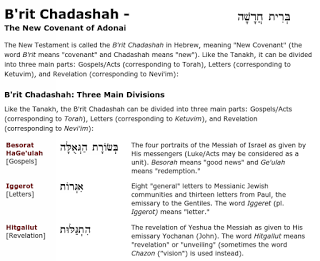 B'rit Chadashah - בְּרִית חֲדָשָׁה
The New Covenant of Adonai
The New Testament is called the B'rit Chadashah in Hebrew, meaning "New Covenant" (the
word B'rit means "covenant" and Chadashah means "new"). Like the Tanakh, it can be divided
into three main parts: Gospels/Acts (corresponding to Torah), Letters (corresponding to
Ketuvim), and Revelation (corresponding to Nevi'im):
B'rit Chadashah: Three Main Divisions
Like the Tanakh, the B'rit Chadashah can be divided into three main parts: Gospels/Acts
(corresponding to Torah), Letters (corresponding to Ketuvim), and Revelation
(corresponding to Nevi'im):
Besorat
HaGe'ulah
[Gospels]
בְּשׂוֹרַת הַגְּאֻלָּה
The four portraits of the Messiah of Israel as given by
His messengers (Luke/Acts may be considered as a
unit). Besorah means "good news" and Ge'ulah
means "redemption."
Iggerot
[Letters]
אִגְּרוֹת
Eight "general" letters to Messianic Jewish
communities and thirteen letters from Paul, the
emissary to the Gentiles. The word Iggeret (pl.
Iggerot) means "letter."
Hitgallut
[Revelation]
הִתְגַּלּוּת
The revelation of Yeshua the Messiah as given to His
emissary Yochanan (John). The word Hitgallut means
"revelation" or "unveiling" (sometimes the word
Chazon ("vision") is used instead).